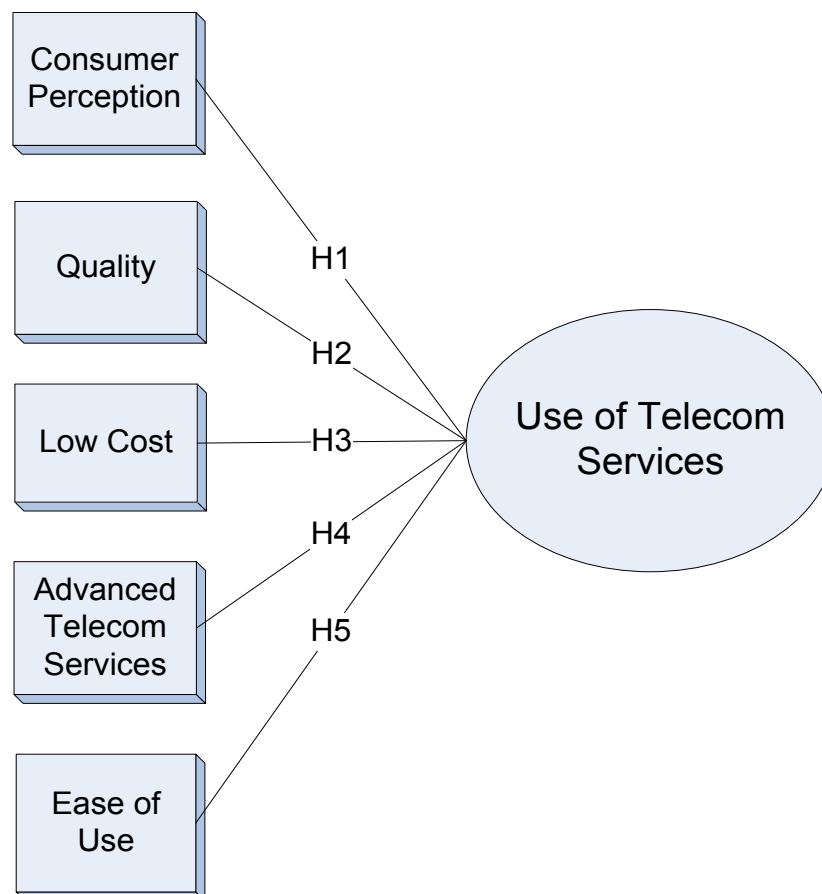 Consumer
Perception
Quality
Low Cost
Advanced
Telecom
Services
Ease of
Use
H1
H2
H3
H4
H5
Use of Telecom
Services